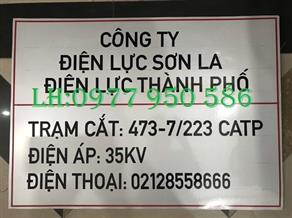 CÔNG TY
ĐIỆN LỰC SƠN LA
ĐIỆN LỰC THÀNH PHỐ
LH:0977 950 586
TRẠM CẮT: 473-7/223 CATP
ĐIỆN ÁP: 35KV
ĐIỆN THOẠI: 02128558666